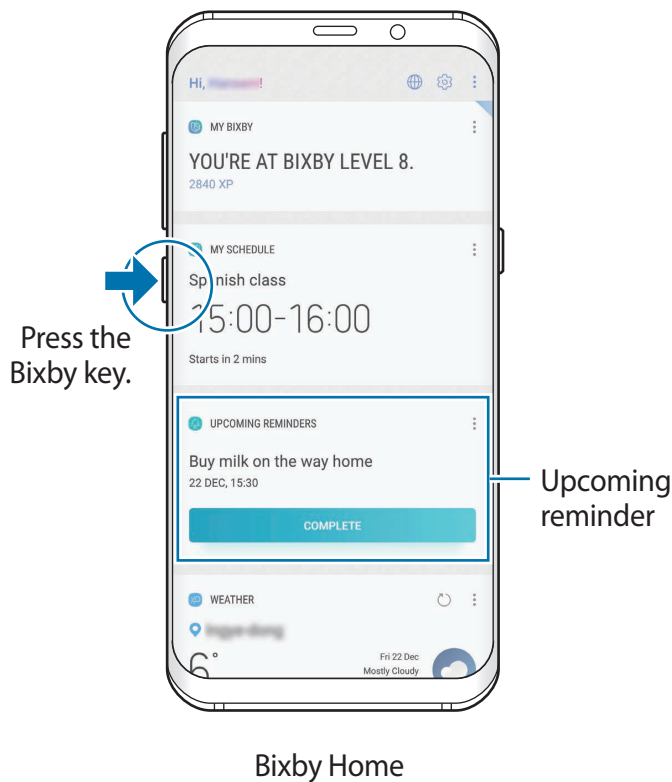 Hi, !
MY BIXBY
YOU'RE AT BIXBY LEVEL 8.
2840 XP
MY SCHEDULE
Spanish class
15:00-16:00
Starts in 2 mins
Press the
Bixby key.
UPCOMING REMINDERS
Buy milk on the way home
22 DEC, 15:30
COMPLETE
Upcoming
reminder
WEATHER
6°
Fri 22 Dec
Mostly Cloudy
Bixby Home